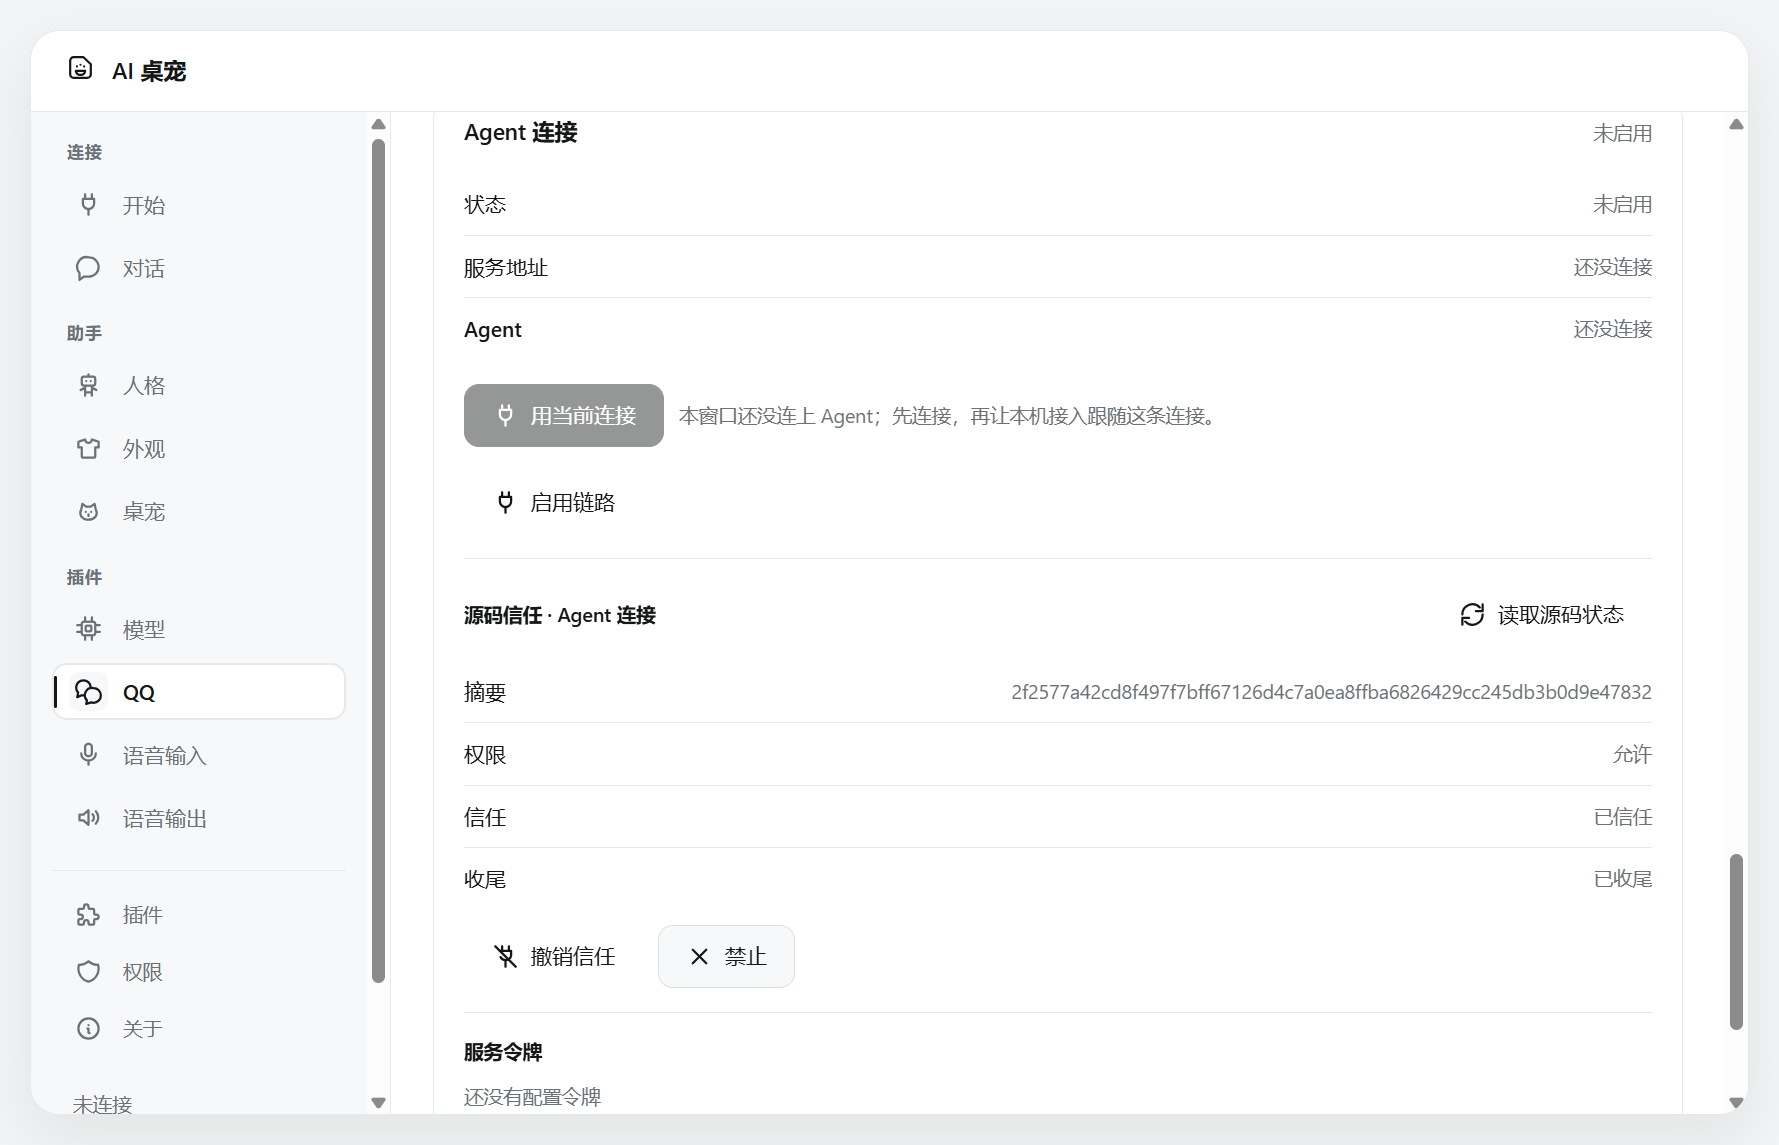 AI 桌宠
连接
开始
对话
助手
人格
外观
桌宠
插件
模型
QQ
语音输入
语音输出
插件
权限
关于
未连接
Agent 连接 未启用
状态 未启用
服务地址 还没连接
Agent 还没连接
用当前连接 本窗口还没连上 Agent；先连接，再让本机接入跟随这条连接。
启用链路
源码信任 · Agent 连接 读取源码状态
摘要 2f2577a42cd8f497f7bff67126d4c7a0ea8ffba6826429cc245db3b0d9e47832
权限 允许
信任 已信任
收尾 已收尾
撤销信任 禁止
服务令牌
还没有配置令牌